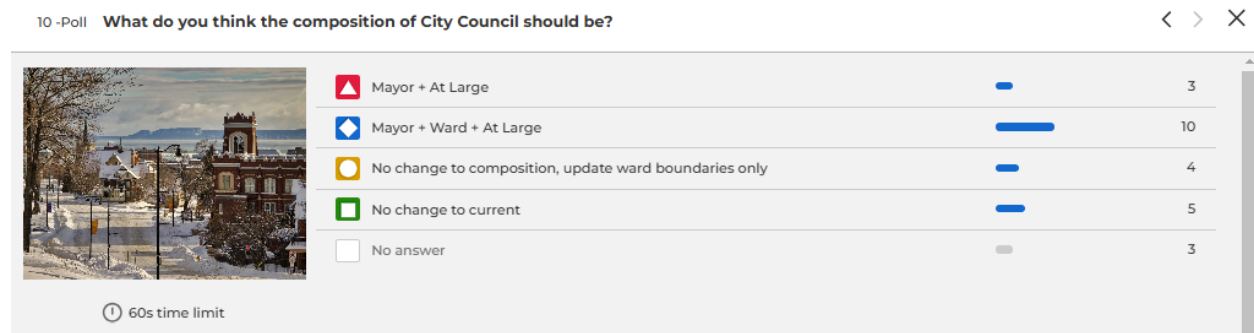 10 -Poll What do you think the composition of City Council should be?
Mayor + At Large 3
Mayor + Ward + At Large 10
No change to composition, update ward boundaries only 4
No change to current 5
No answer 3
60s time limit